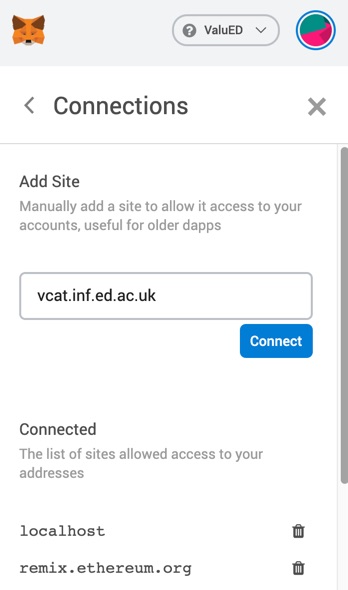 ValuED
Connections
Add Site
Manually add a site to allow it access to your
accounts, useful for older dapps
vcat.inf.ed.ac.uk
Connect
Connected
The list of sites allowed access to your
addresses
localhost
remix.ethereum.org